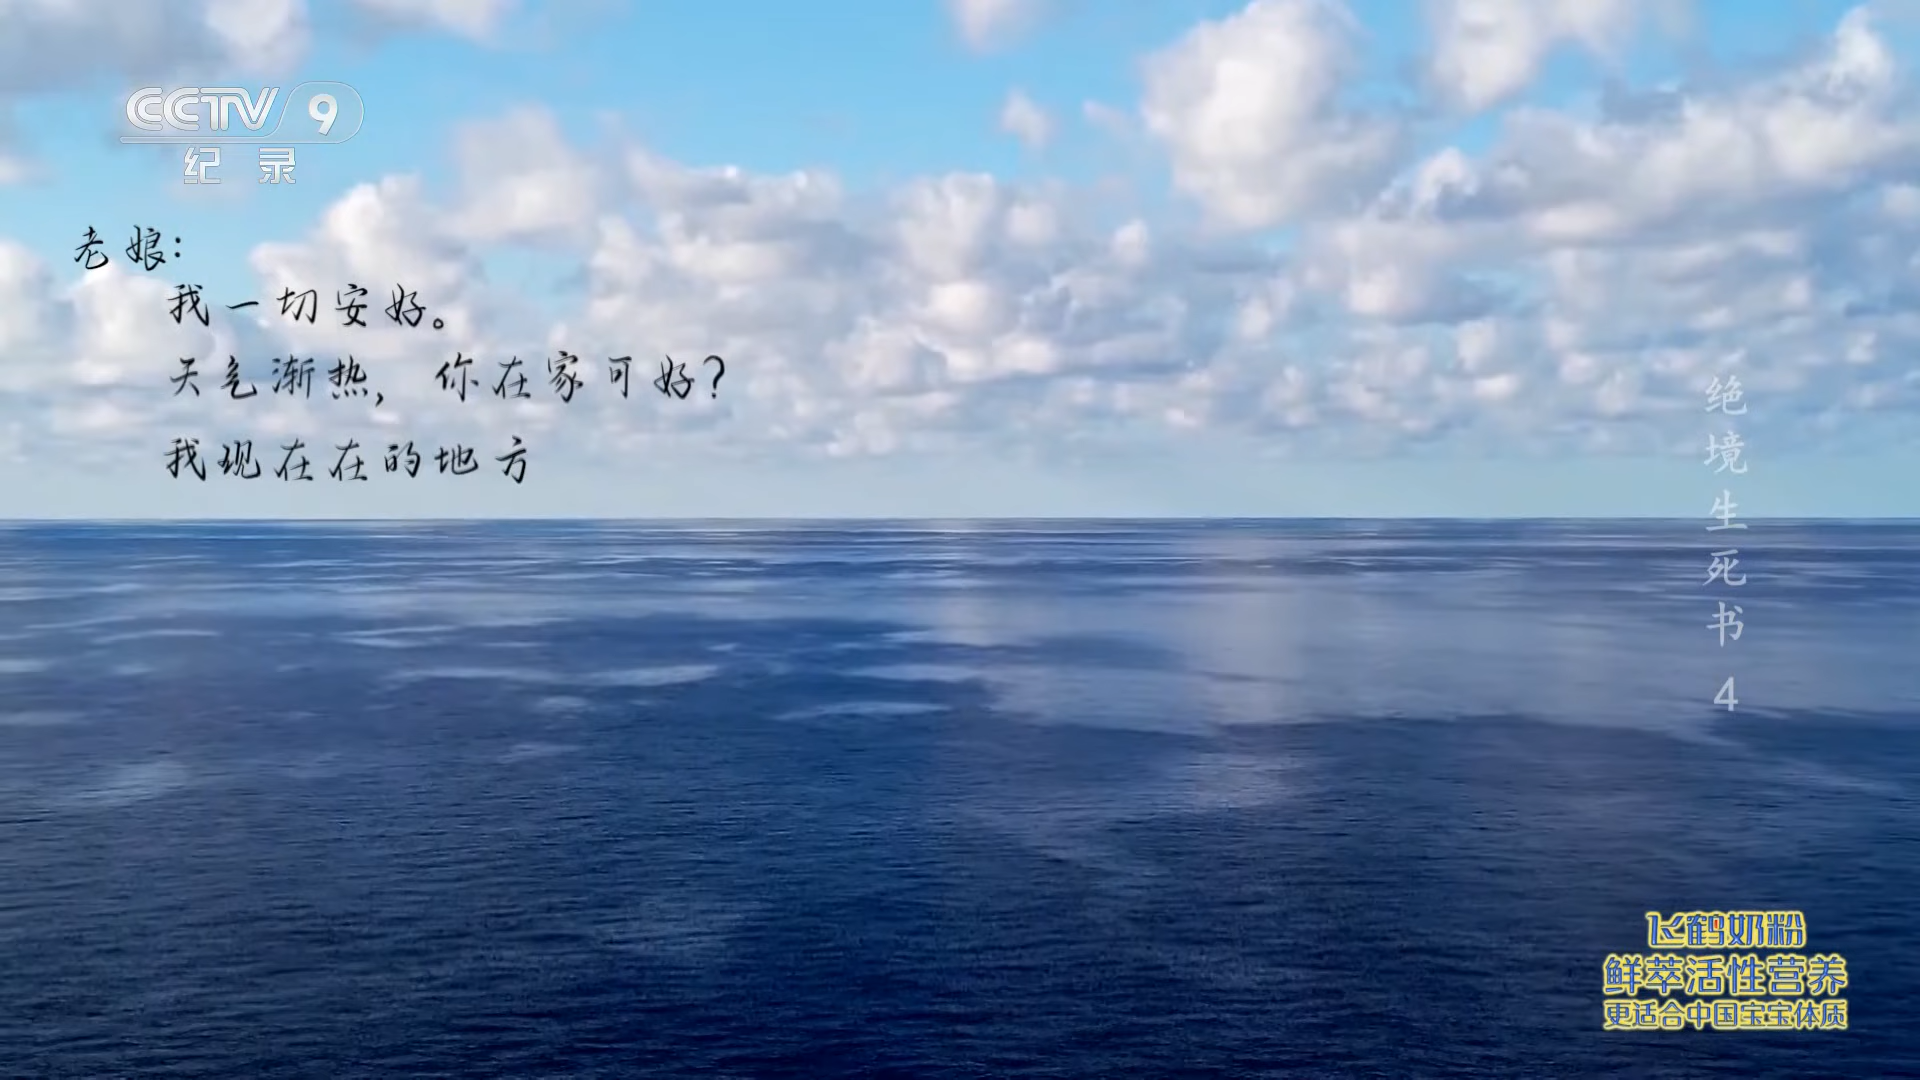 CCTV 9
纪录
老娘：
我一切安好。
天气渐热，你在家可好？
我现在在的地方
绝境生死书 4
飞鹤奶粉
鲜萃活性营养
更适合中国宝宝体质